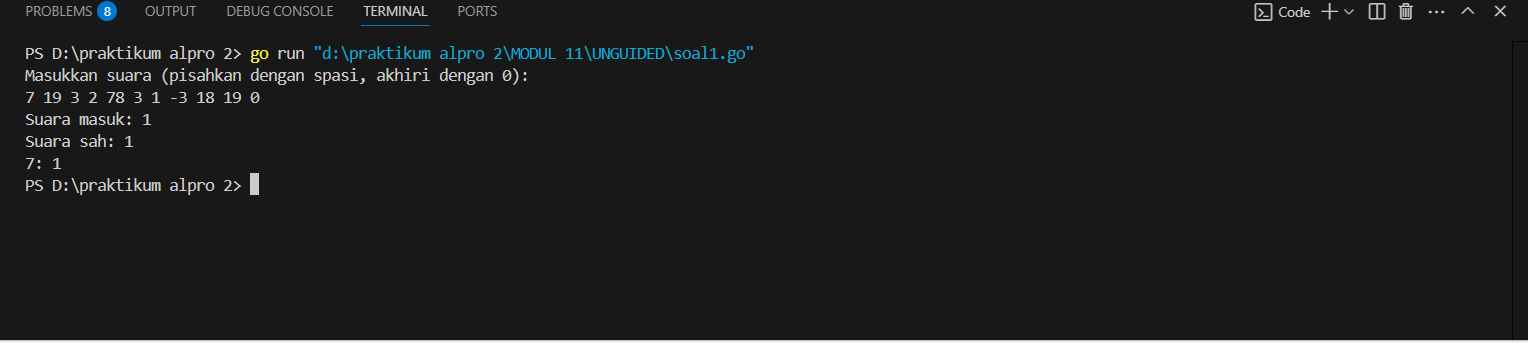 PROBLEMS 8 OUTPUT DEBUG CONSOLE TERMINAL PORTS Code
PS D:\praktikum alpro 2> go run "d:\praktikum alpro 2\MODUL 11\UNGUIDED\soal1.go"
Masukkan suara (pisahkan dengan spasi, akhiri dengan 0):
7 19 3 2 78 3 1 -3 18 19 0
Suara masuk: 1
Suara sah: 1
7: 1
PS D:\praktikum alpro 2>